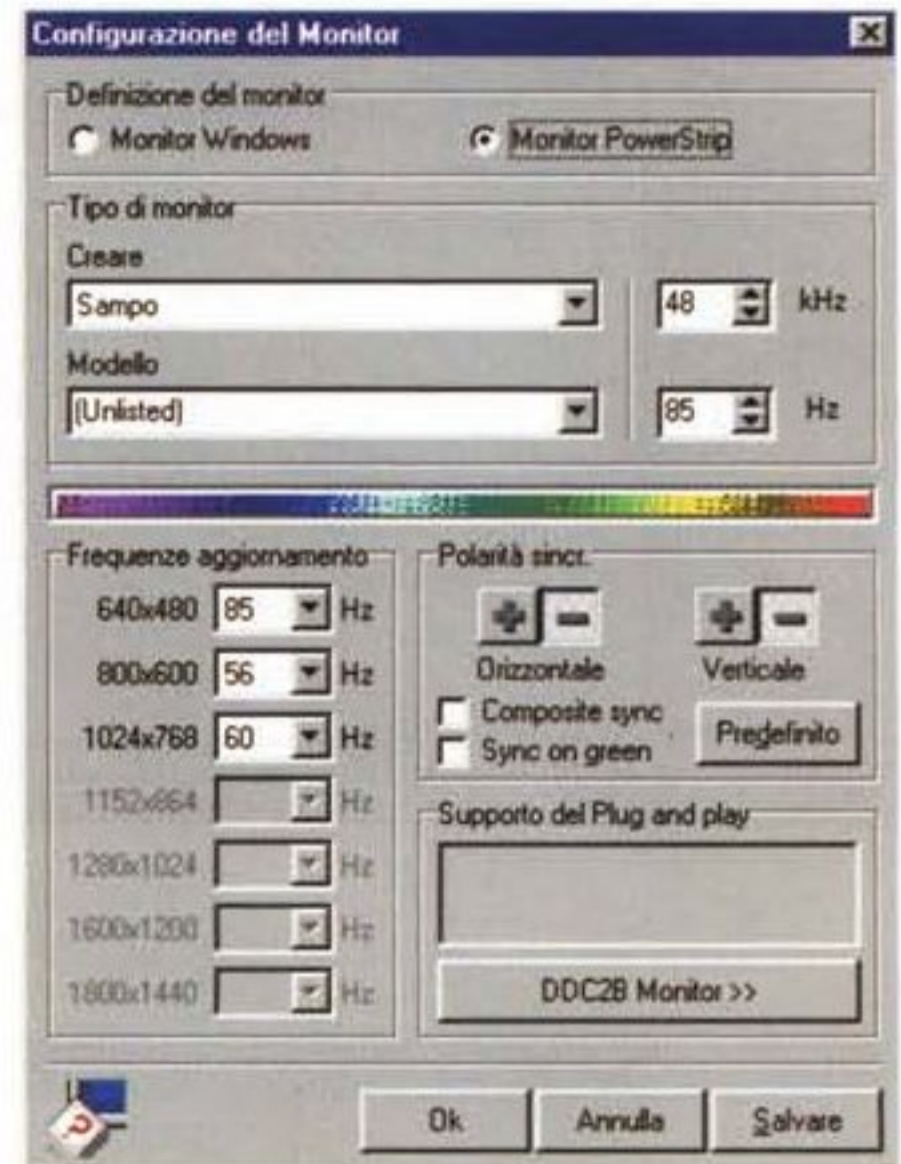 Configurazione del Monitor
Definizione del monitor
Monitor Windows
Monitor PowerStrip
Tipo di monitor
Creare
Sampo
48 kHz
Modello
(Unlisted)
85 Hz
Frequenze aggiornamento
640x480 85 Hz
800x600 56 Hz
1024x768 60 Hz
1152x864 Hz
1280x1024 Hz
1600x1200 Hz
1800x1440 Hz
Polarità sincr.
Orizzontale
Verticale
Composite sync
Sync on green
Predefinito
Supporto del Plug and play
DDC2B Monitor >>
Ok
Annulla
Salvare